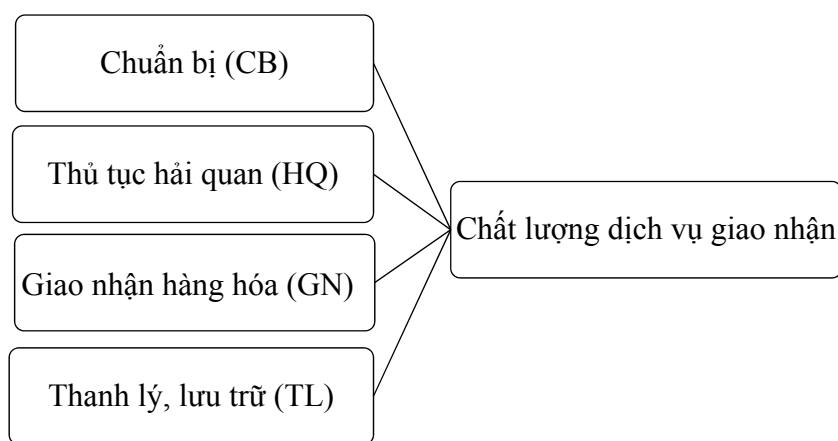 Chuẩn bị (CB)
Thủ tục hải quan (HQ)
Chất lượng dịch vụ giao nhận
Giao nhận hàng hóa (GN)
Thanh lý, lưu trữ (TL)